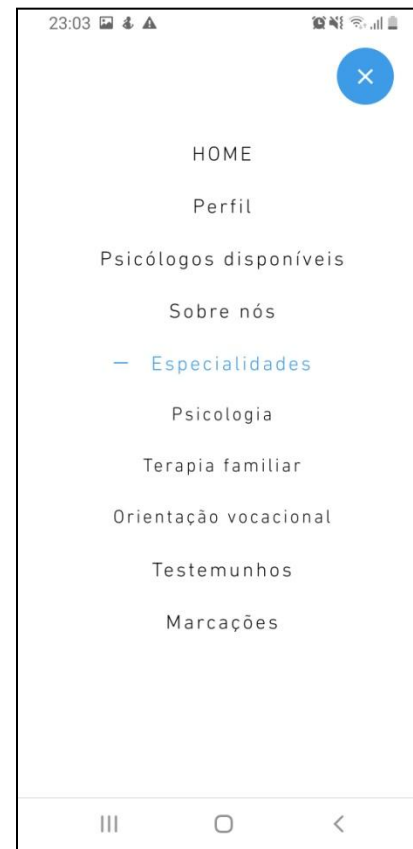 23:03
HOME
Perfil
Psicólogos disponíveis
Sobre nós
— Especialidades
Psicologia
Terapia familiar
Orientação vocacional
Testemunhos
Marcações